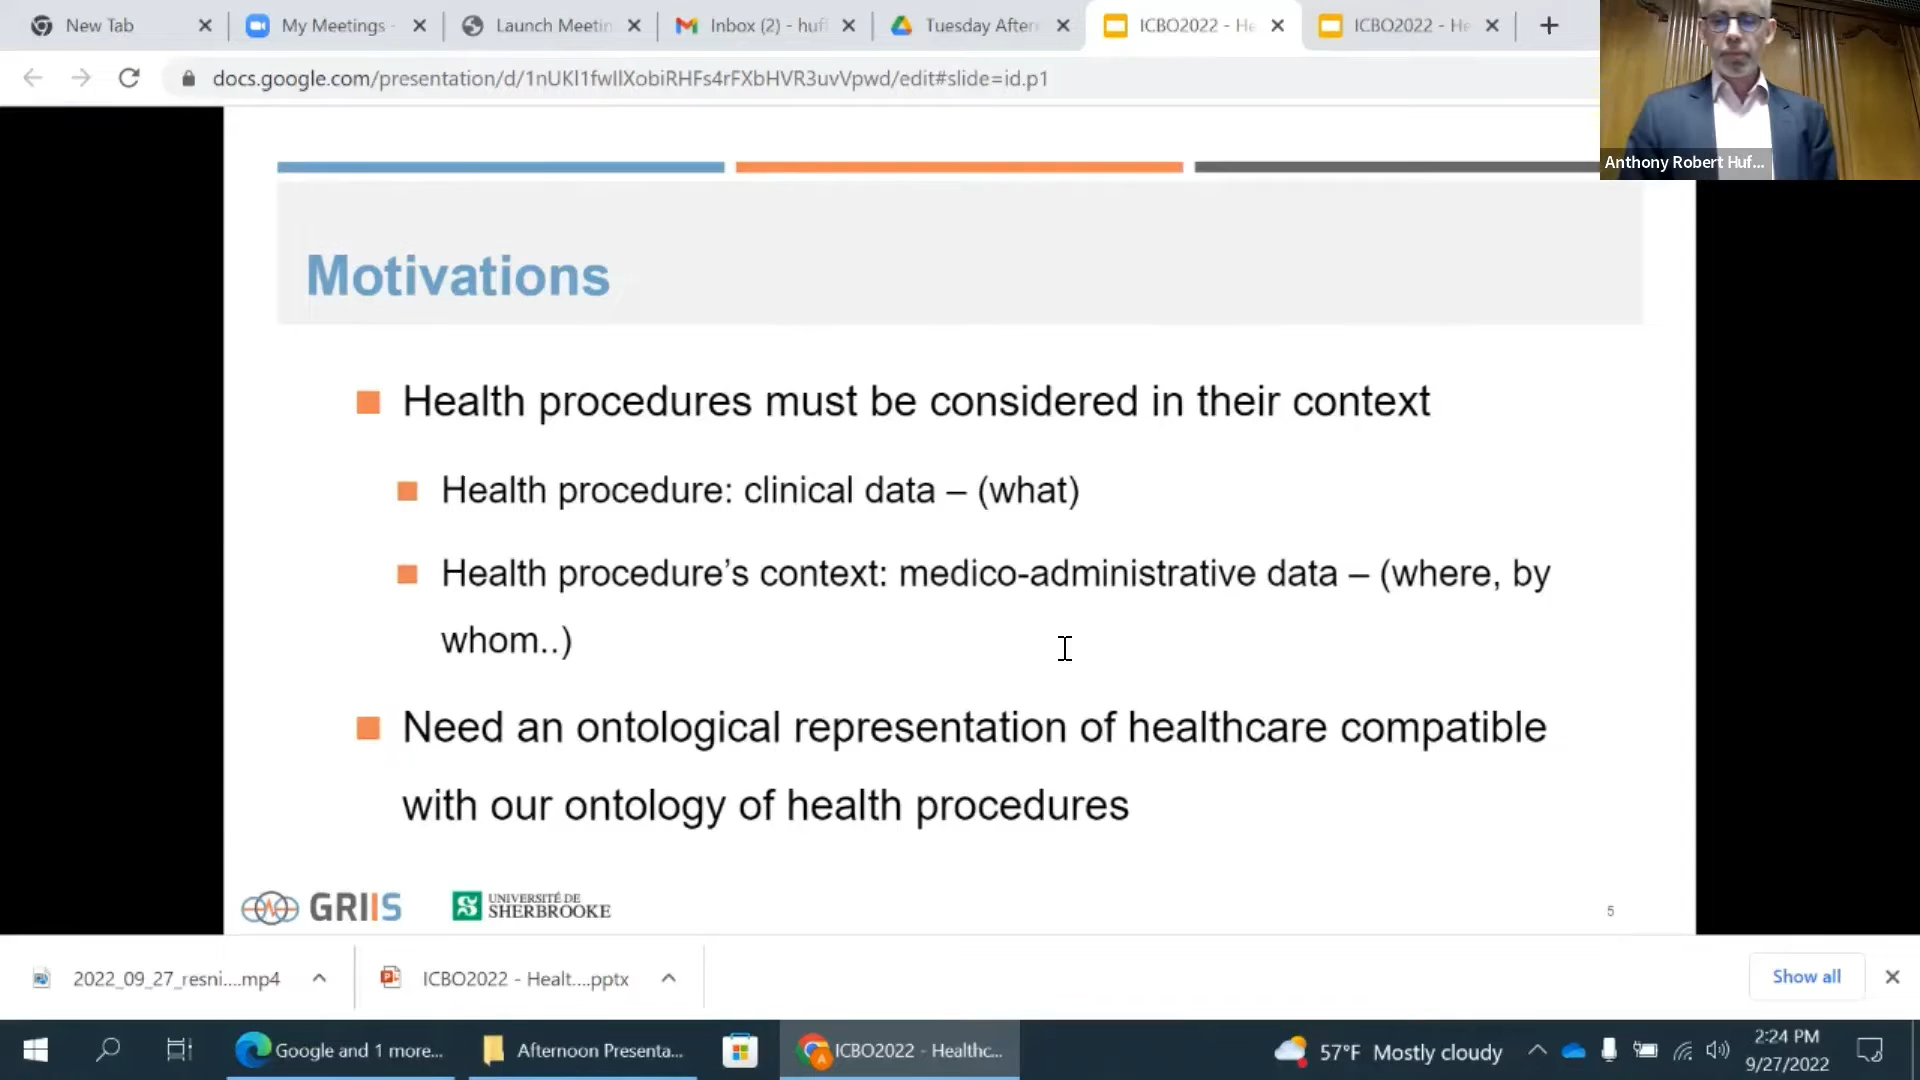 New Tab
My Meetings -
Launch Meetin
Inbox (2) - huf
Tuesday After
ICBO2022 - He
ICBO2022 - He
docs.google.com/presentation/d/1nUKl1fwIlXobiRHFs4rFXbHVR3uvVpwd/edit#slide=id.p1
Anthony Robert Huf...
Motivations
Health procedures must be considered in their context
Health procedure: clinical data – (what)
Health procedure’s context: medico-administrative data – (where, by
whom..)
Need an ontological representation of healthcare compatible
with our ontology of health procedures
GRIIS
UNIVERSITÉ DE
SHERBROOKE
5
2022_09_27_resni....mp4
ICBO2022 - Healt....pptx
Show all
Google and 1 more...
Afternoon Presenta...
ICBO2022 - Healthc...
57°F Mostly cloudy
2:24 PM
9/27/2022